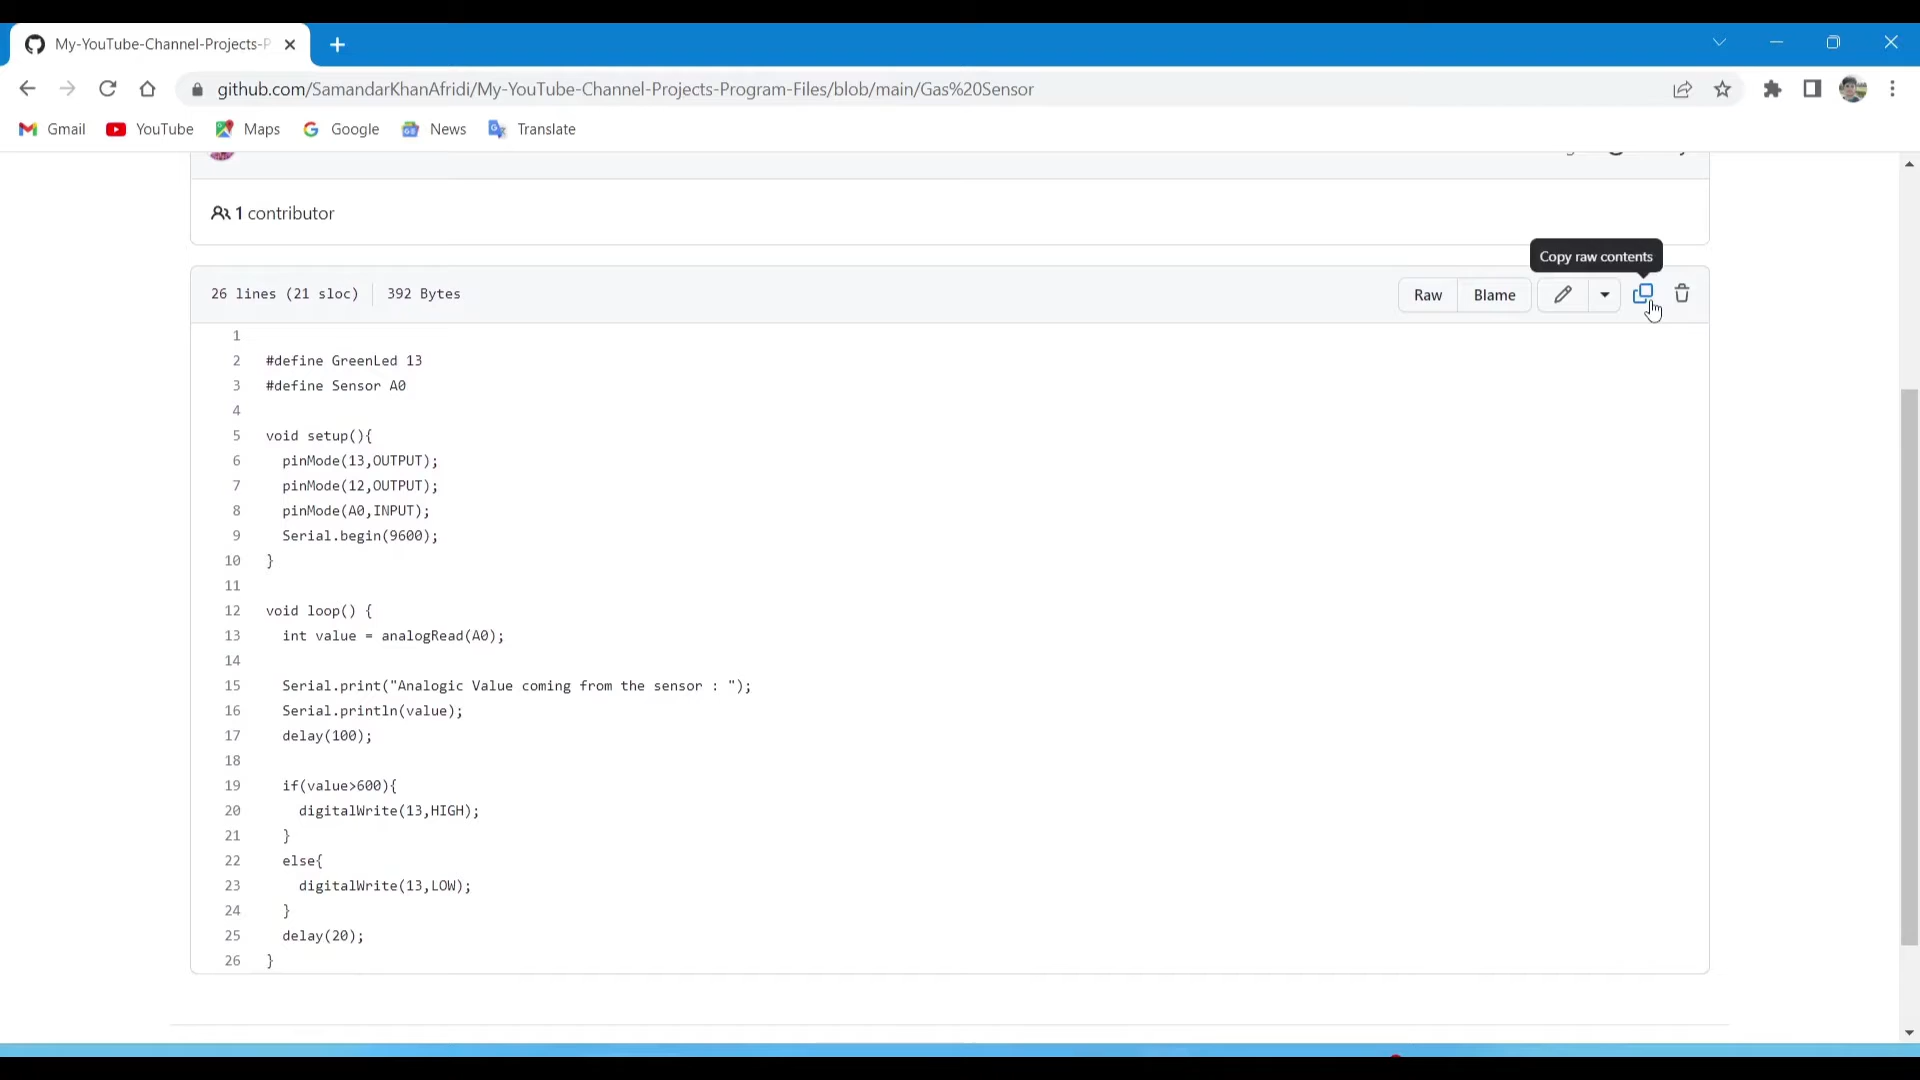 My-YouTube-Channel-Projects-P
github.com/SamandarKhanAfridi/My-YouTube-Channel-Projects-Program-Files/blob/main/Gas%20Sensor
Gmail YouTube Maps Google News Translate
1 contributor
Copy raw contents
26 lines (21 sloc) 392 Bytes Raw Blame
1
2 #define GreenLed 13
3 #define Sensor A0
4
5 void setup(){
6 pinMode(13,OUTPUT);
7 pinMode(12,OUTPUT);
8 pinMode(A0,INPUT);
9 Serial.begin(9600);
10 }
11
12 void loop() {
13 int value = analogRead(A0);
14
15 Serial.print("Analogic Value coming from the sensor : ");
16 Serial.println(value);
17 delay(100);
18
19 if(value>600){
20 digitalWrite(13,HIGH);
21 }
22 else{
23 digitalWrite(13,LOW);
24 }
25 delay(20);
26 }